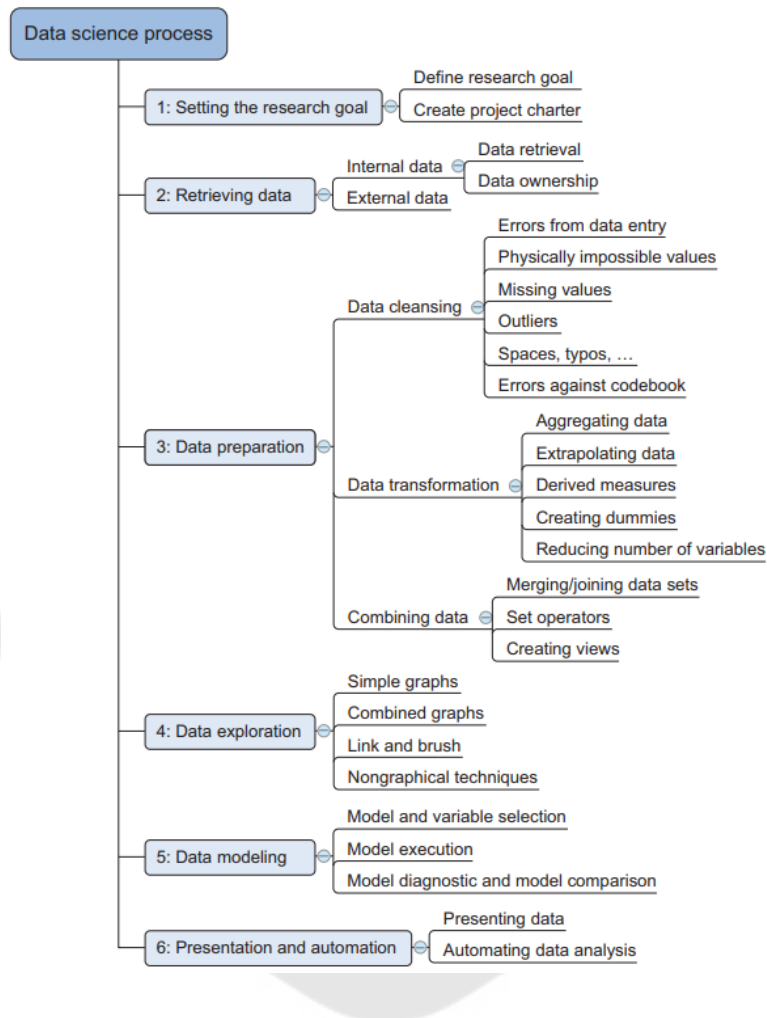 Data science process
1: Setting the research goal
Define research goal
Create project charter
2: Retrieving data
Internal data
Data retrieval
Data ownership
External data
3: Data preparation
Data cleansing
Errors from data entry
Physically impossible values
Missing values
Outliers
Spaces, typos, …
Errors against codebook
Data transformation
Aggregating data
Extrapolating data
Derived measures
Creating dummies
Reducing number of variables
Combining data
Merging/joining data sets
Set operators
Creating views
4: Data exploration
Simple graphs
Combined graphs
Link and brush
Nongraphical techniques
5: Data modeling
Model and variable selection
Model execution
Model diagnostic and model comparison
6: Presentation and automation
Presenting data
Automating data analysis